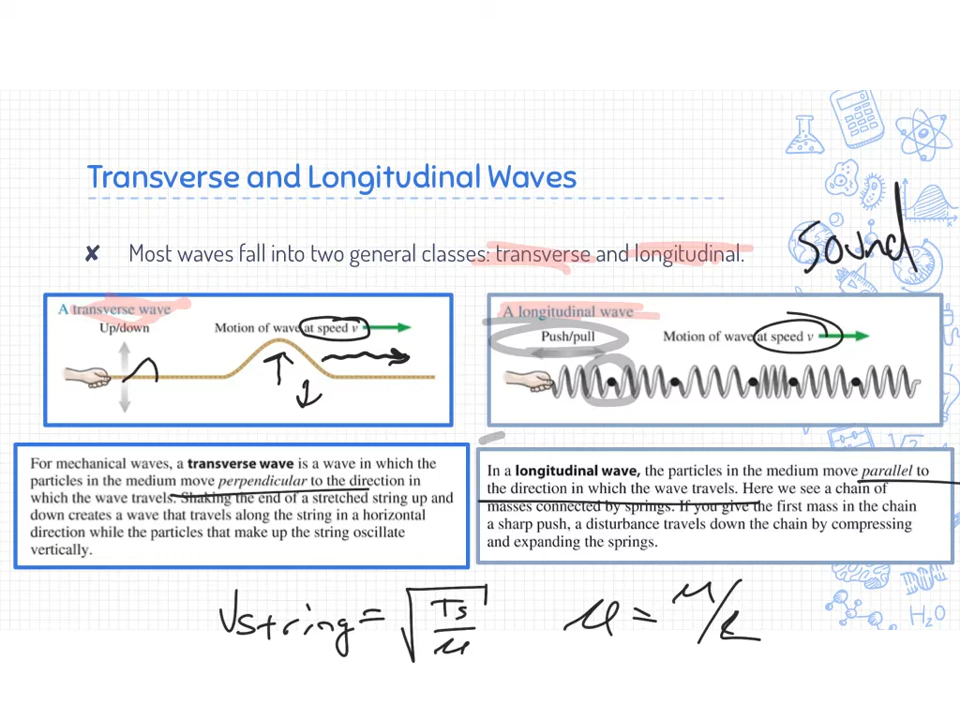 Transverse and Longitudinal Waves
sound
✘ Most waves fall into two general classes: transverse and longitudinal.
A transverse wave
Up/down
Motion of wave at speed v
A longitudinal wave
Push/pull
Motion of wave at speed v
For mechanical waves, a transverse wave is a wave in which the
particles in the medium move perpendicular to the direction in
which the wave travels. Shaking the end of a stretched string up and
down creates a wave that travels along the string in a horizontal
direction while the particles that make up the string oscillate
vertically.
In a longitudinal wave, the particles in the medium move parallel to
the direction in which the wave travels. Here we see a chain of
masses connected by springs. If you give the first mass in the chain
a sharp push, a disturbance travels down the chain by compressing
and expanding the springs.
√2
H₂O
Vstring = √Ts/μ